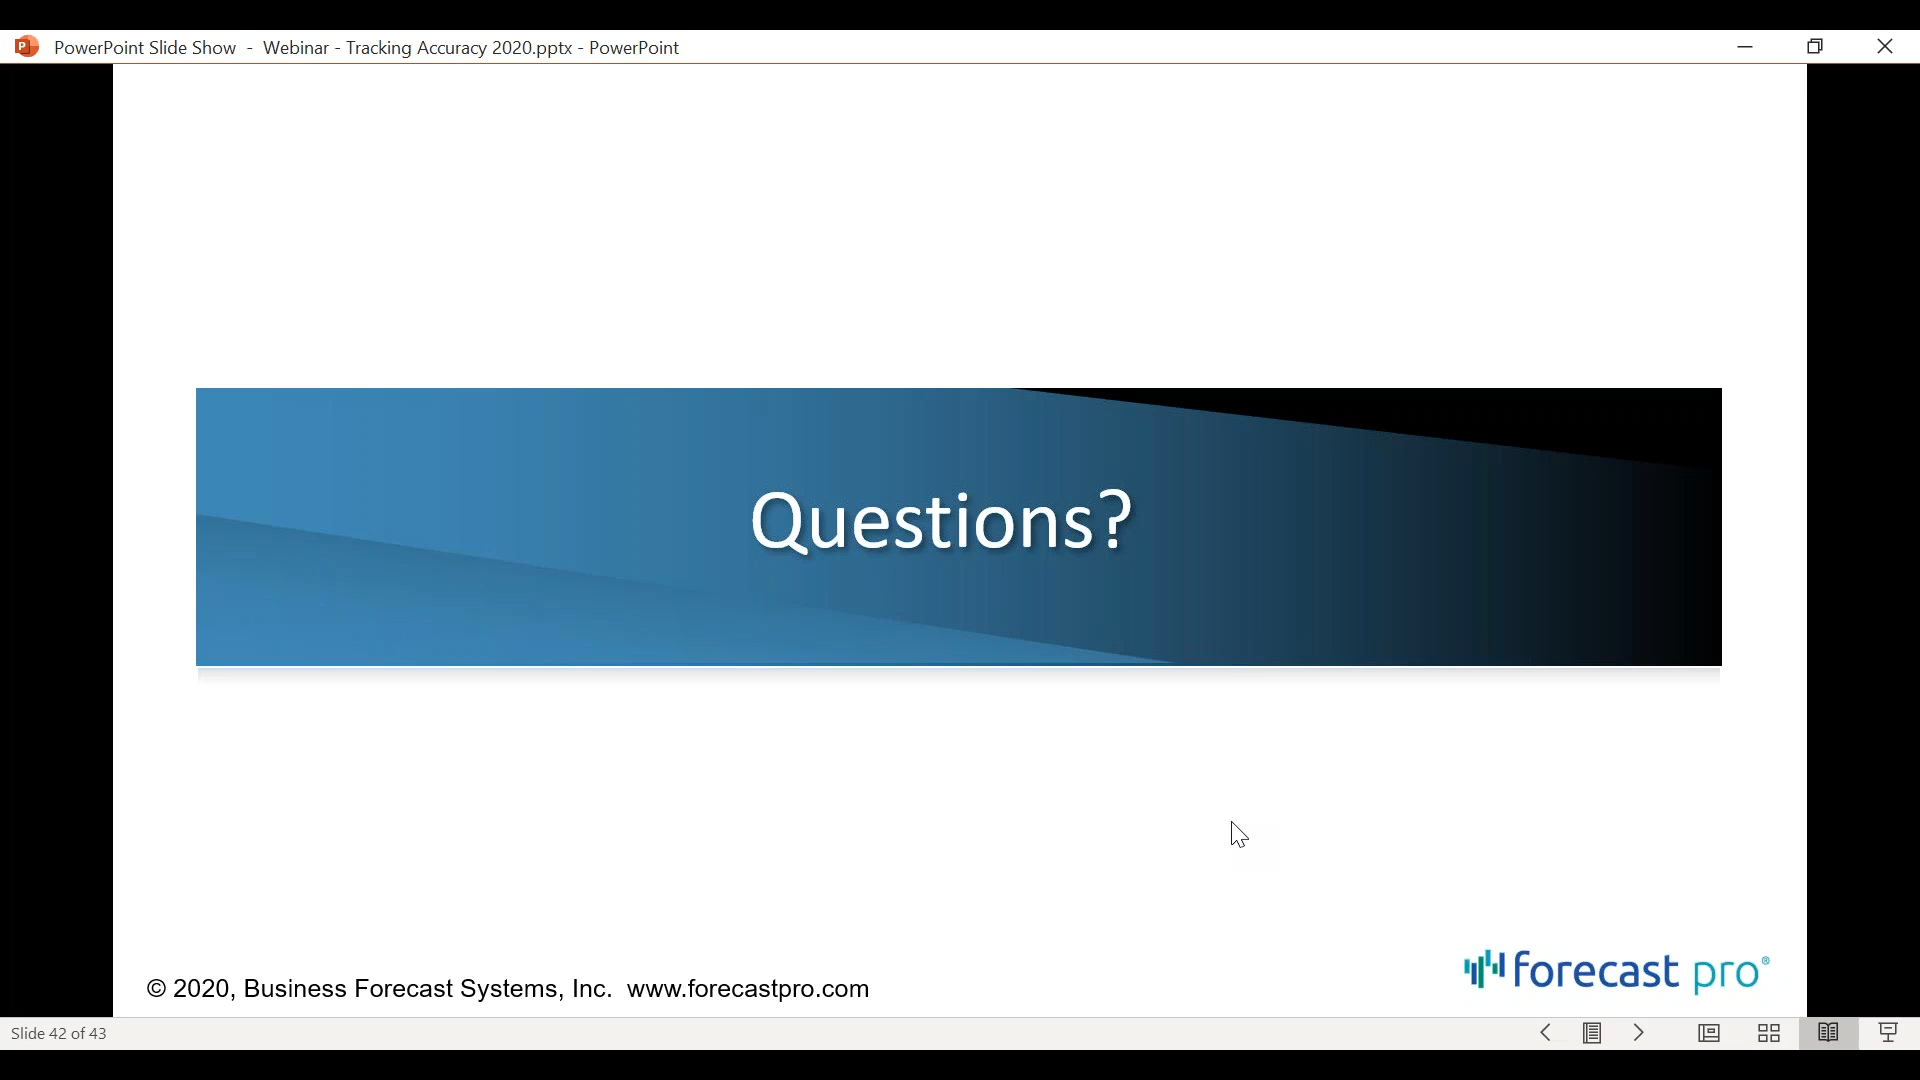 PowerPoint Slide Show - Webinar - Tracking Accuracy 2020.pptx - PowerPoint
Questions?
© 2020, Business Forecast Systems, Inc. www.forecastpro.com
forecast pro®
Slide 42 of 43